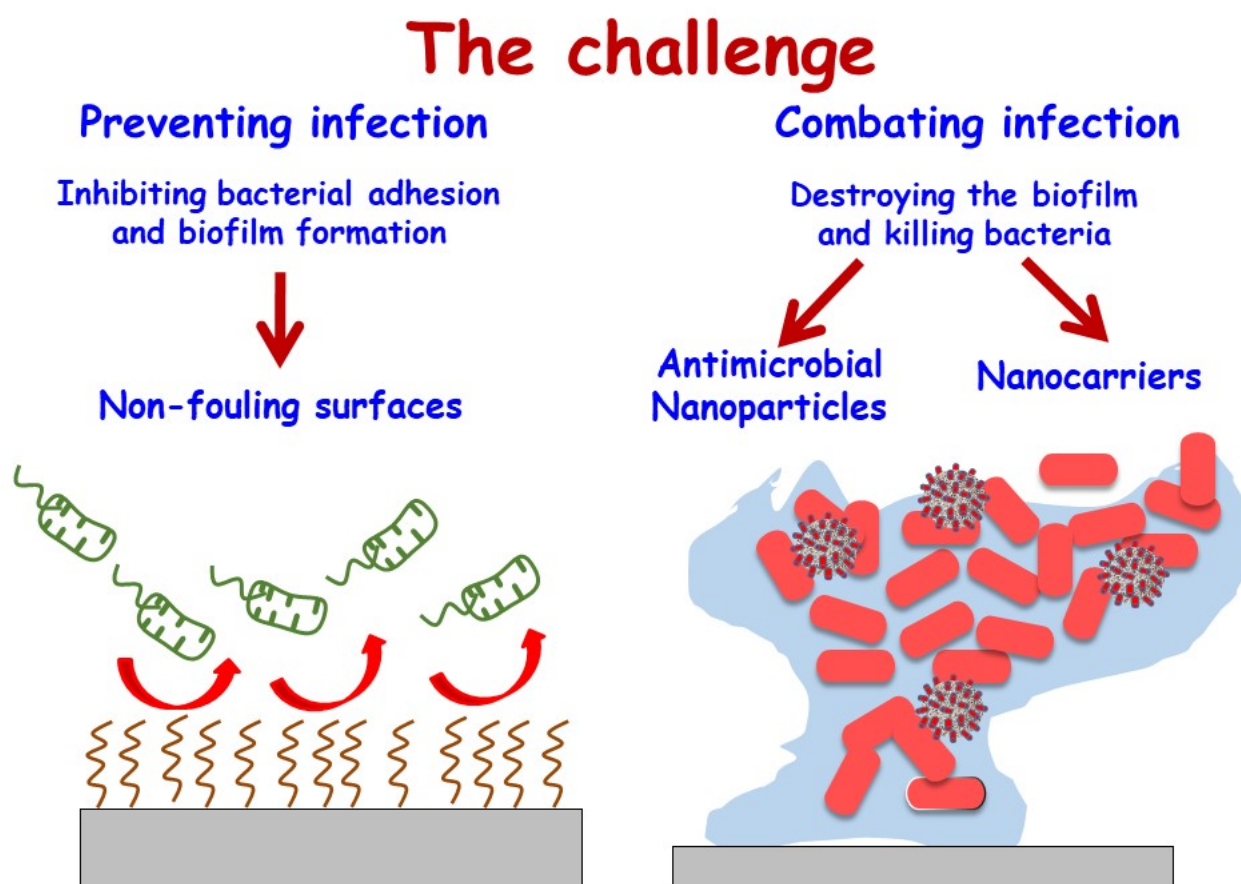 The challenge
Preventing infection
Inhibiting bacterial adhesion
and biofilm formation
Non-fouling surfaces
Combating infection
Destroying the biofilm
and killing bacteria
Antimicrobial
Nanoparticles
Nanocarriers